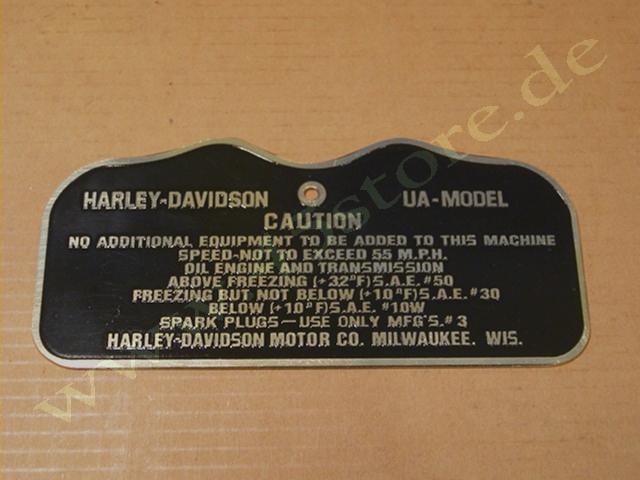 HARLEY-DAVIDSON UA-MODEL
CAUTION
NO ADDITIONAL EQUIPMENT TO BE ADDED TO THIS MACHINE
SPEED-NOT TO EXCEED 55 M.P.H.
OIL ENGINE AND TRANSMISSION
ABOVE FREEZING (+32°F) S.A.E. #50
FREEZING BUT NOT BELOW (+10°F) S.A.E. #30
BELOW (+10°F) S.A.E. #10W
SPARK PLUGS—USE ONLY MFG'S. #3
HARLEY-DAVIDSON MOTOR CO. MILWAUKEE. WIS.